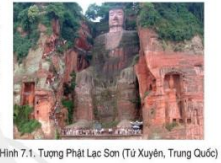 Hình 7.1. Tượng Phật Lạc Sơn (Tứ Xuyên, Trung Quốc)